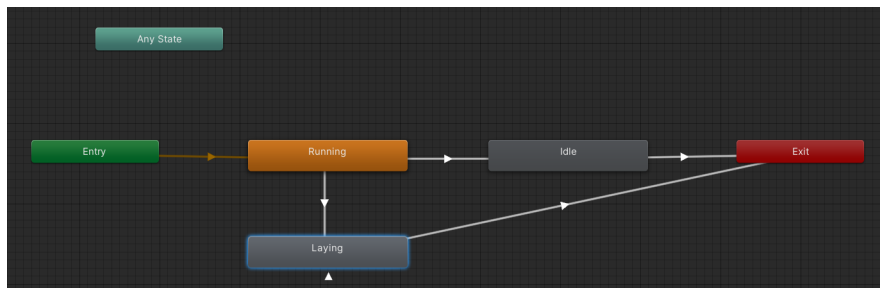 Any State
Entry
Running
Idle
Exit
Laying